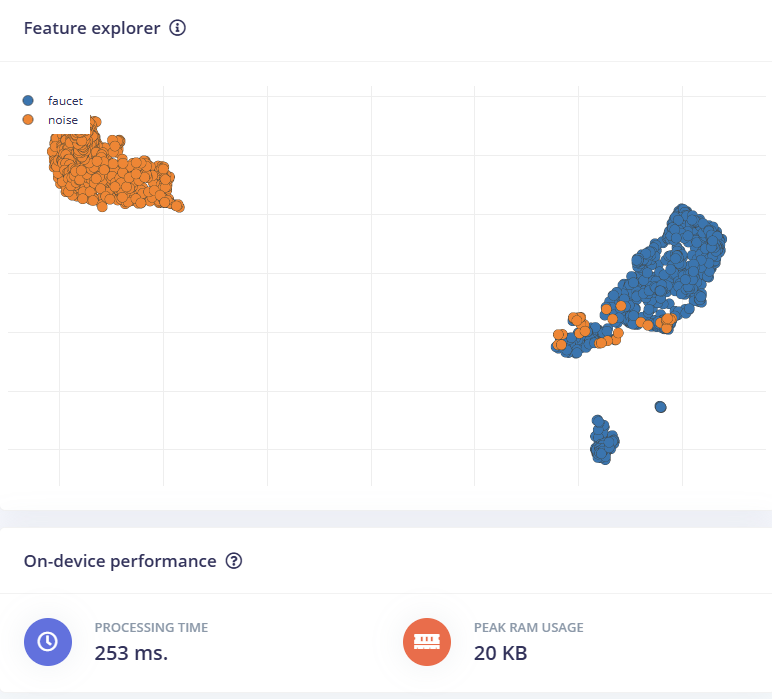 Feature explorer
faucet
noise
On-device performance
PROCESSING TIME
253 ms.
PEAK RAM USAGE
20 KB